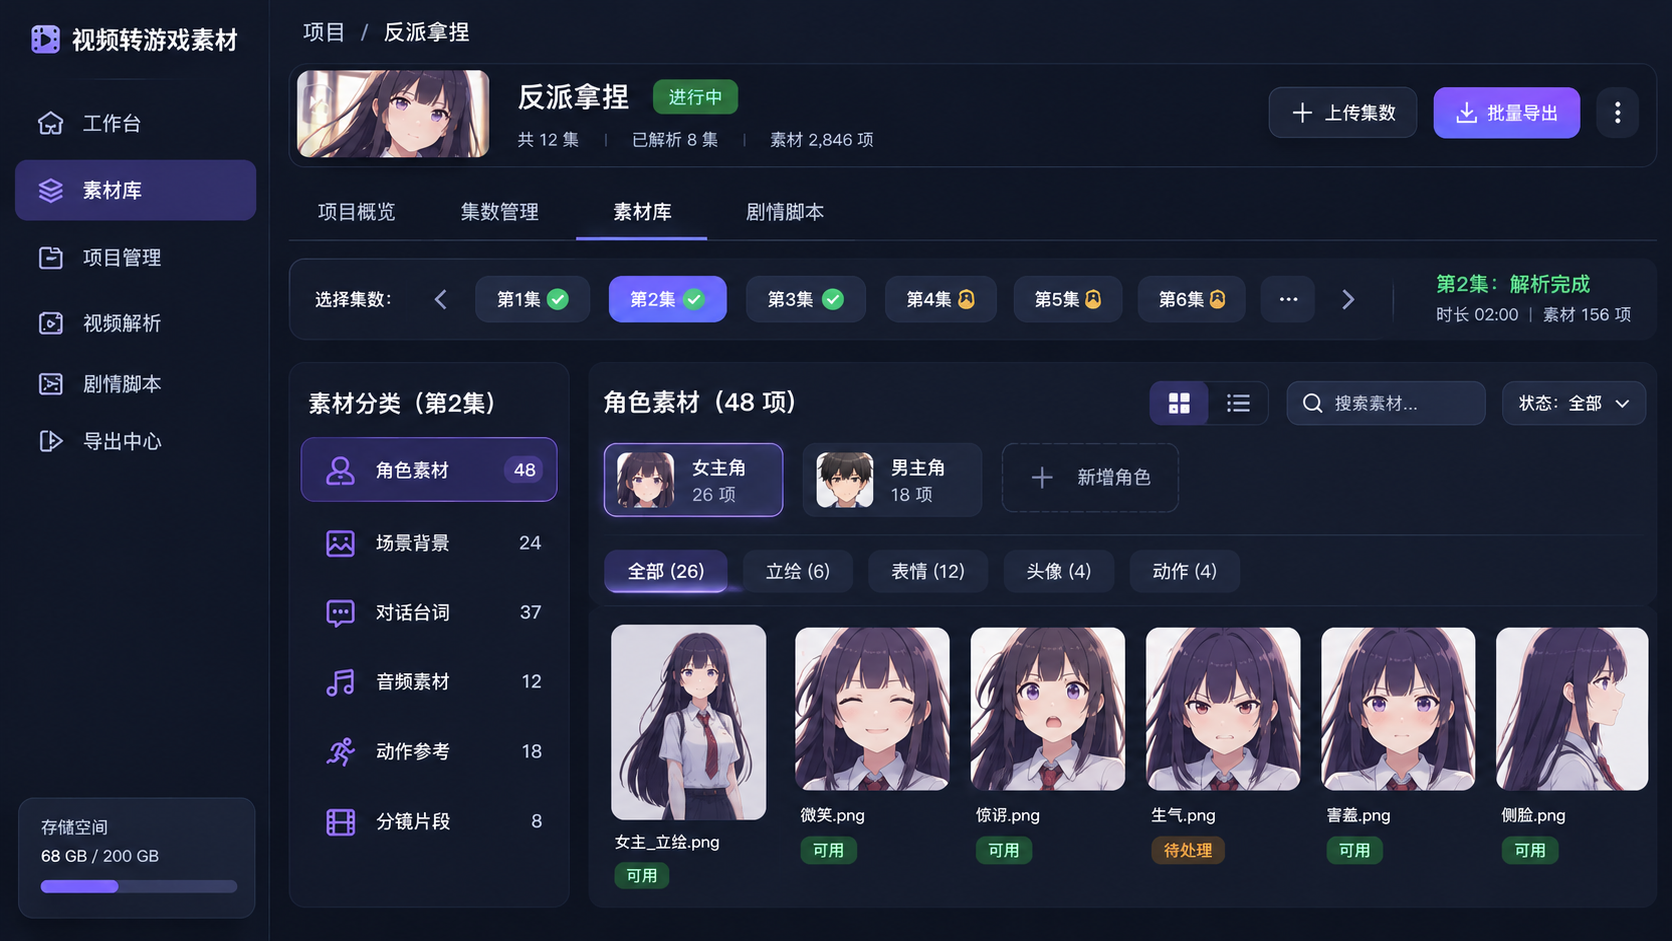 视频转游戏素材
工作台
素材库
项目管理
视频解析
剧情脚本
导出中心
存储空间
68 GB / 200 GB
项目 / 反派拿捏
反派拿捏
进行中
共 12 集 | 已解析 8 集 | 素材 2,846 项
上传集数
批量导出
项目概览
集数管理
素材库
剧情脚本
选择集数：
第1集
第2集
第3集
第4集
第5集
第6集
...
第2集：解析完成
时长 02:00 | 素材 156 项
素材分类（第2集）
角色素材 48
场景背景 24
对话台词 37
音频素材 12
动作参考 18
分镜片段 8
角色素材（48 项）
搜索素材...
状态：全部
女主角
26 项
男主角
18 项
新增角色
全部 (26)
立绘 (6)
表情 (12)
头像 (4)
动作 (4)
女主_立绘.png
可用
微笑.png
可用
惊讶.png
可用
生气.png
待处理
害羞.png
可用
侧脸.png
可用